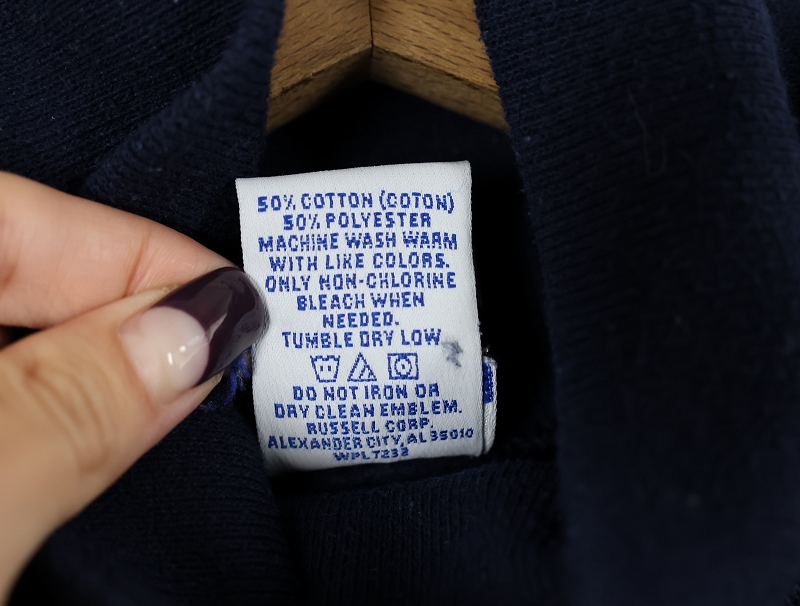 50% COTTON (COTON)
50% POLYESTER
MACHINE WASH WARM
WITH LIKE COLORS.
ONLY NON-CHLORINE
BLEACH WHEN
NEEDED.
TUMBLE DRY LOW
DO NOT IRON OR
DRY CLEAN EMBLEM.
RUSSELL CORP.
ALEXANDER CITY, AL 35010
WPL 7233